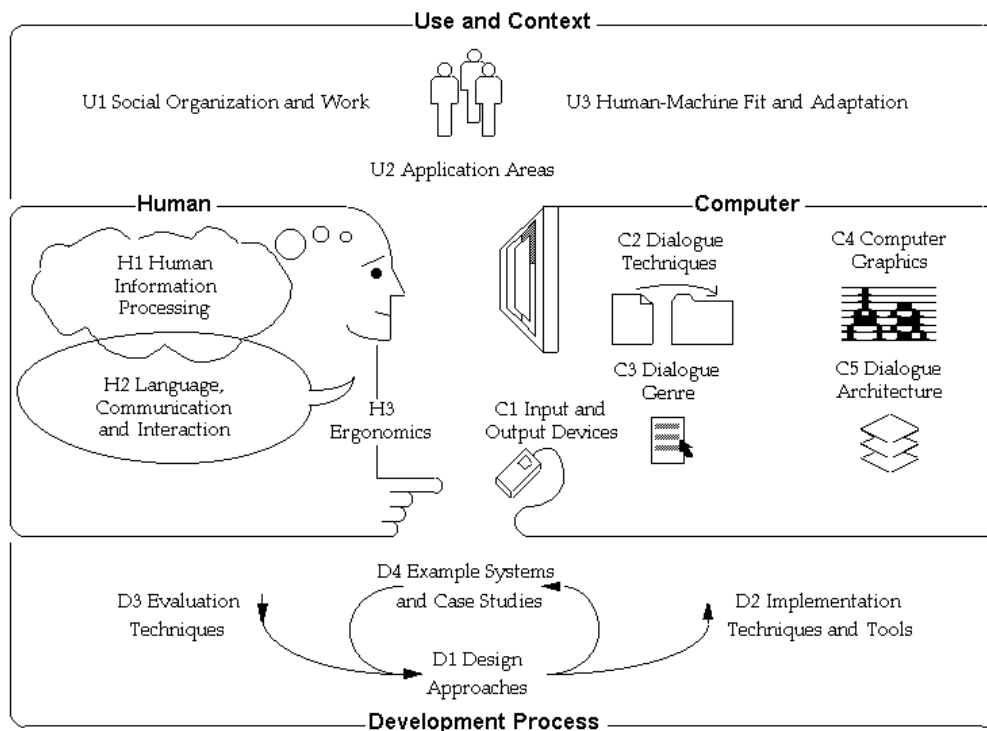 Use and Context
U1 Social Organization and Work
U3 Human-Machine Fit and Adaptation
U2 Application Areas
Human
H1 Human
Information
Processing
H2 Language,
Communication
and Interaction
H3
Ergonomics
Computer
C2 Dialogue
Techniques
C4 Computer
Graphics
C3 Dialogue
Genre
C5 Dialogue
Architecture
C1 Input and
Output Devices
D4 Example Systems
and Case Studies
D3 Evaluation
Techniques
D2 Implementation
Techniques and Tools
D1 Design
Approaches
Development Process